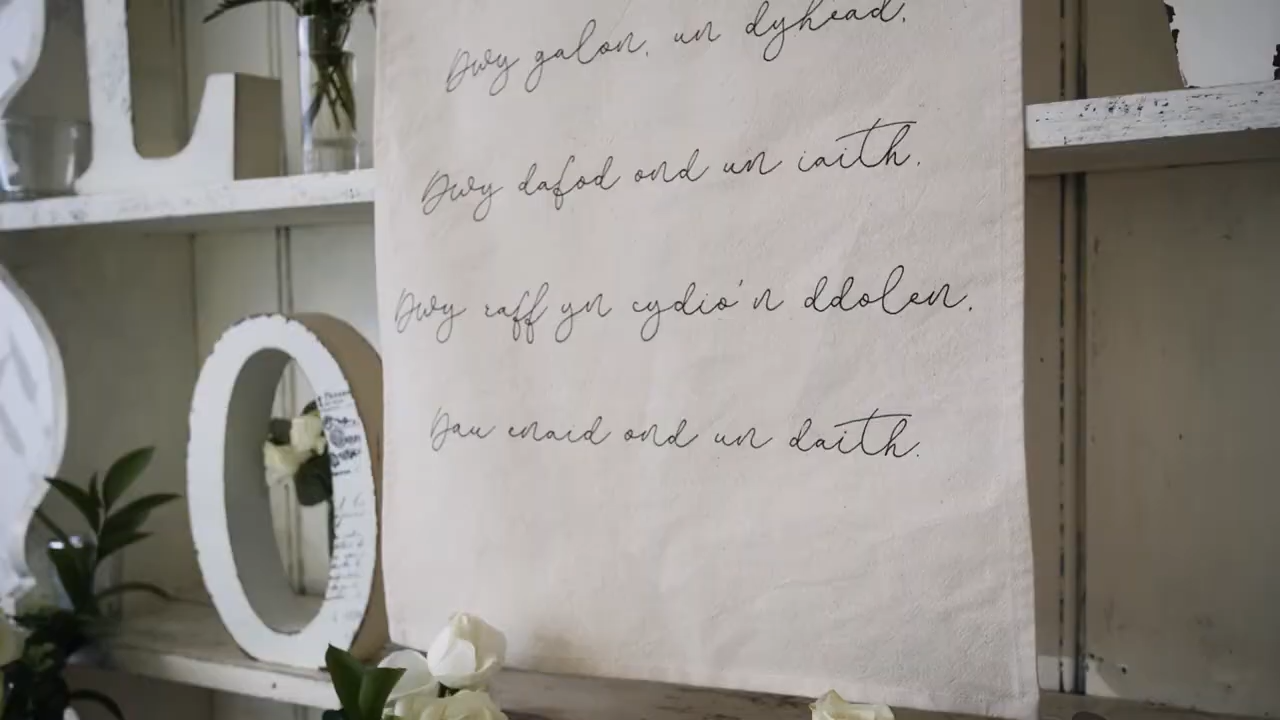 L
Dwy galon, un dyhead,
Dwy dafod ond un iaith,
Dwy raff yn cydio'n ddolen,
Dau enaid ond un daith.
O